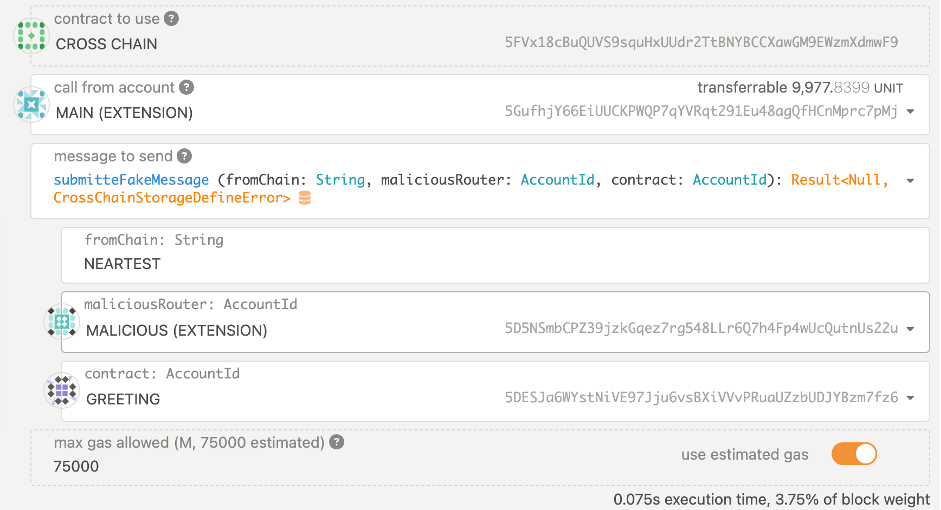 contract to use ?
CROSS CHAIN 5FVx18cBuQUVS9squHxUUdr2TtBNYBCCXawGM9EWzmXdmwF9
call from account ? transferrable 9,977.8399 UNIT
MAIN (EXTENSION) 5GufhjY66EiUUCKPWQP7qYVRqt291Eu48agQfHCnMprc7pMj
message to send ?
submitteFakeMessage (fromChain: String, maliciousRouter: AccountId, contract: AccountId): Result<Null,
CrossChainStorageDefineError>
fromChain: String
NEARTEST
maliciousRouter: AccountId
MALICIOUS (EXTENSION) 5D5NSmbCPZ39jzkGqez7rg548LLr6Q7h4Fp4wUcQutnUs22u
contract: AccountId
GREETING 5DESJa6WYstNiVE97Jju6vsBXiVVvPRuaUZzbUDJYBzm7fz6
max gas allowed (M, 75000 estimated) ?
75000 use estimated gas
0.075s execution time, 3.75% of block weight